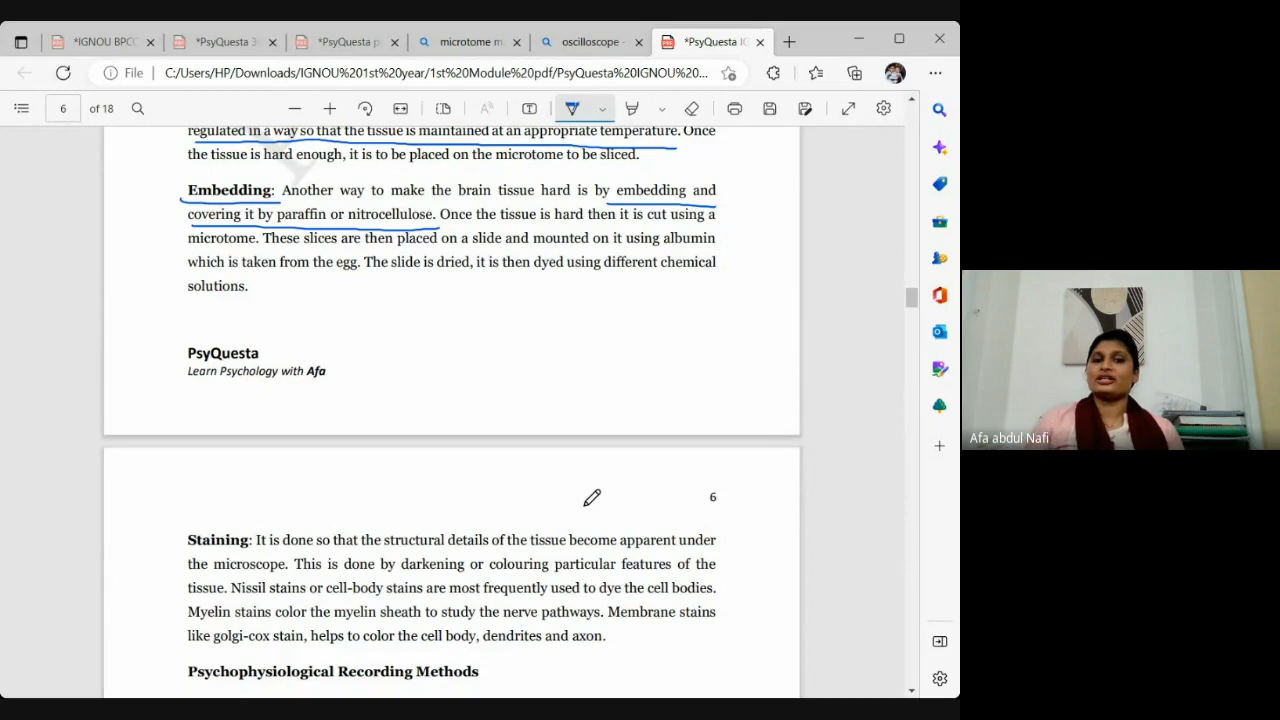 *IGNOU BPCC
*PsyQuesta 3
*PsyQuesta p
microtome m
oscilloscope -
*PsyQuesta IG
File
C:/Users/HP/Downloads/IGNOU%201st%20year/1st%20Module%20pdf/PsyQuesta%20IGNOU%20...
6 of 18
regulated in a way so that the tissue is maintained at an appropriate temperature. Once
the tissue is hard enough, it is to be placed on the microtome to be sliced.
Embedding: Another way to make the brain tissue hard is by embedding and
covering it by paraffin or nitrocellulose. Once the tissue is hard then it is cut using a
microtome. These slices are then placed on a slide and mounted on it using albumin
which is taken from the egg. The slide is dried, it is then dyed using different chemical
solutions.
PsyQuesta
Learn Psychology with Afa
6
Staining: It is done so that the structural details of the tissue become apparent under
the microscope. This is done by darkening or colouring particular features of the
tissue. Nissil stains or cell-body stains are most frequently used to dye the cell bodies.
Myelin stains color the myelin sheath to study the nerve pathways. Membrane stains
like golgi-cox stain, helps to color the cell body, dendrites and axon.
Psychophysiological Recording Methods
Afa abdul Nafi